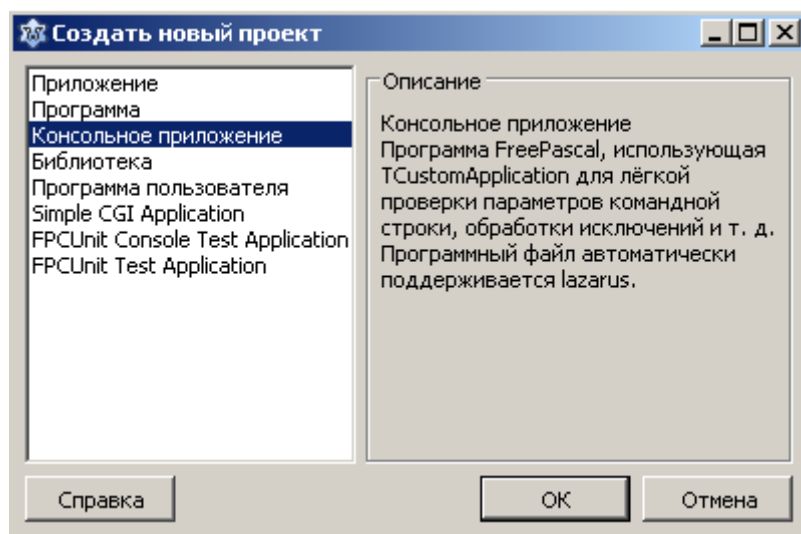 Создать новый проект
Приложение
Программа
Консольное приложение
Библиотека
Программа пользователя
Simple CGI Application
FPCUnit Console Test Application
FPCUnit Test Application
Описание
Консольное приложение
Программа FreePascal, использующая
TCustomApplication для лёгкой
проверки параметров командной
строки, обработки исключений и т. д.
Программный файл автоматически
поддерживается lazarus.
Справка
OK
Отмена